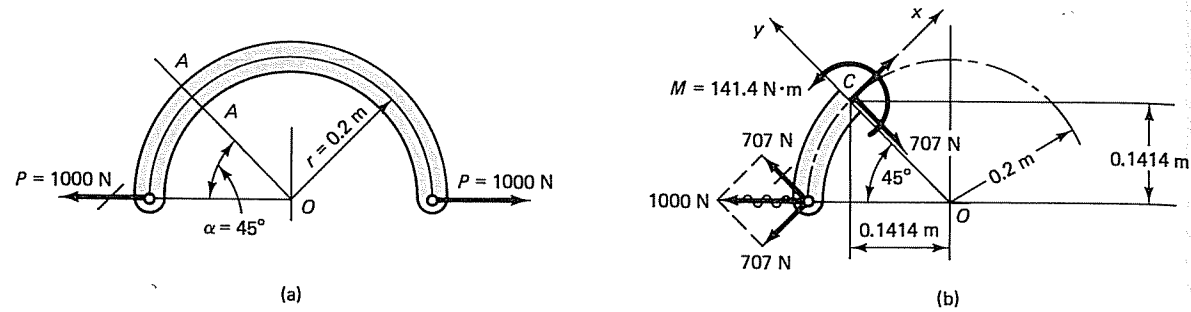 A
A
r = 0.2 m
P = 1000 N
P = 1000 N
O
α = 45°
(a)
y
x
M = 141.4 N·m
C
707 N
707 N
45°
0.2 m
0.1414 m
1000 N
O
0.1414 m
707 N
(b)